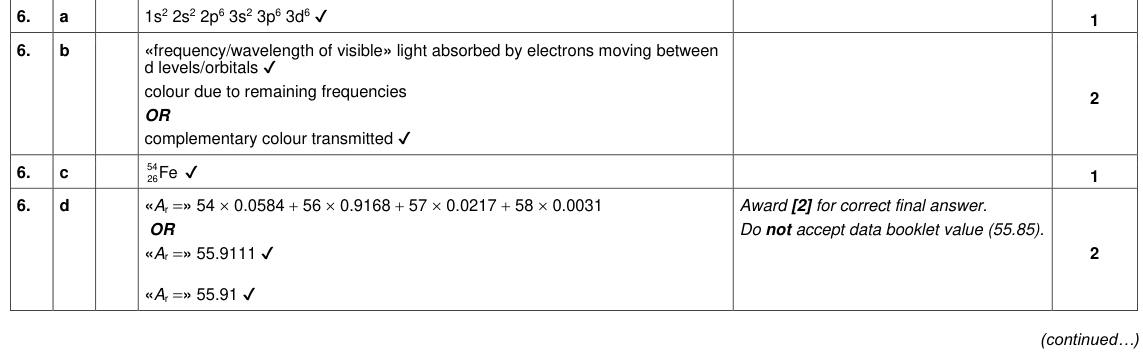 6. a 1s² 2s² 2p⁶ 3s² 3p⁶ 3d⁶ ✓ 1
6. b «frequency/wavelength of visible» light absorbed by electrons moving between
d levels/orbitals ✓
colour due to remaining frequencies
OR
complementary colour transmitted ✓
2
6. c ⁵⁴₂₆Fe ✓ 1
6. d «Aᵣ =» 54 × 0.0584 + 56 × 0.9168 + 57 × 0.0217 + 58 × 0.0031
OR
«Aᵣ =» 55.9111 ✓
«Aᵣ =» 55.91 ✓
Award [2] for correct final answer.
Do not accept data booklet value (55.85).
2
(continued…)